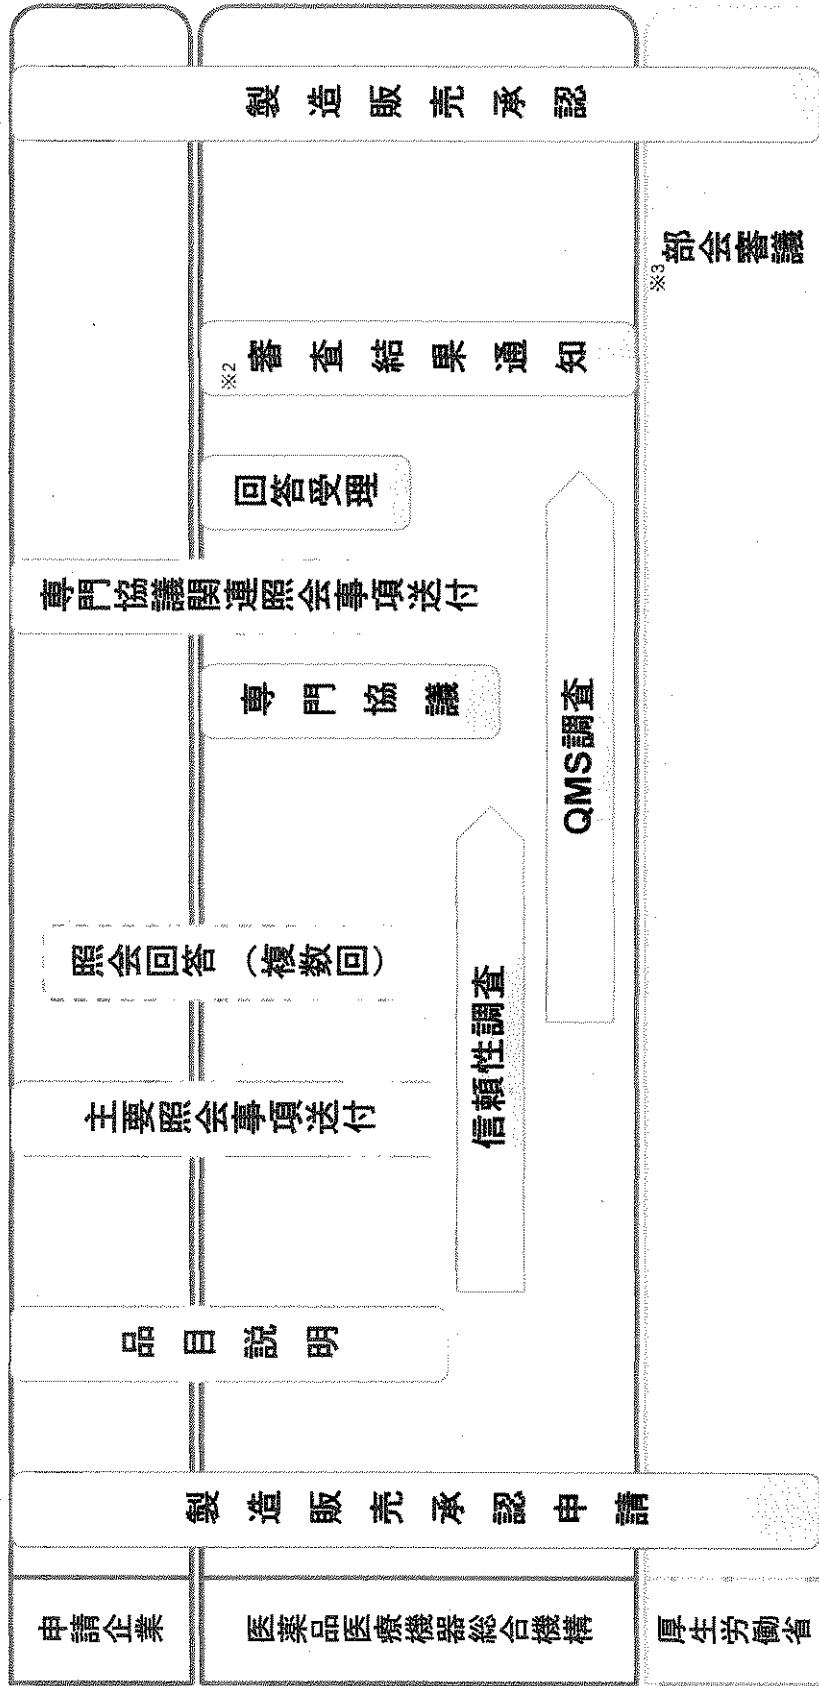 申請企業
医薬品医療機器総合機構
厚生労働省
製造販売承認申請
品目説明
主要照会事項送付
照会回答（複数回）
信頼性調査
QMS調査
専門協議
専門協議関連照会事項送付
回答受理
※2
審査結果通知
※3
部会審議
製造販売承認